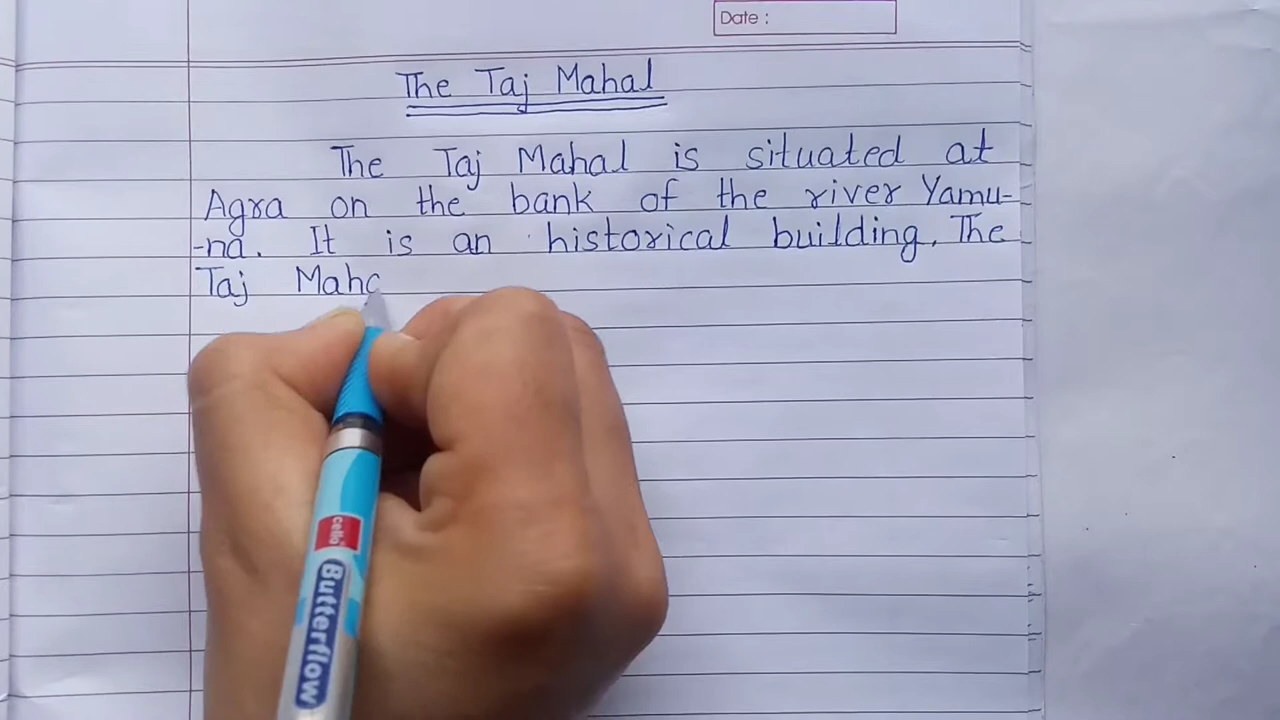 Date :
The Taj Mahal
The Taj Mahal is situated at
Agra on the bank of the river Yamu-
-na. It is an historical building. The
Taj Maha
cello
Butterflow